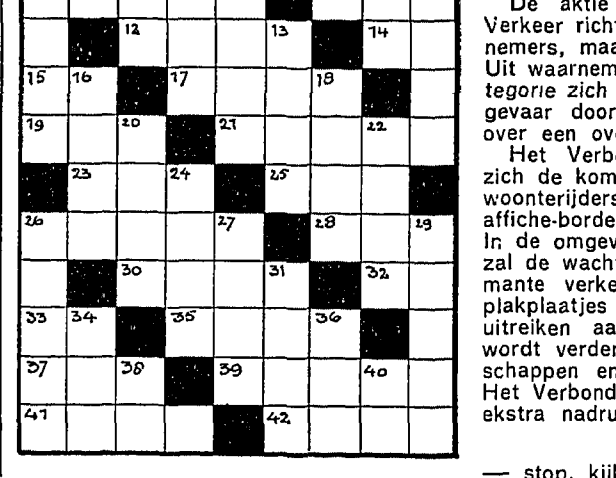 12 13 14
15 16 17 18
19 20 21 22
23 24 25
26 27 28 29
30 31 32
33 34 35 36
37 38 39 40
41 42
De aktie
Verkeer rich
nemers, maa
Uit waarnem
tegorie zich
gevaar door
over een ov
Het Verb
zich de kom
woonterijders
affiche-borde
In de omgev
zal de wach
mante verke
plakplaatjes
uitreiken aa
wordt verder
schappen en
Het Verbond
ekstra nadru
— stop, kijk